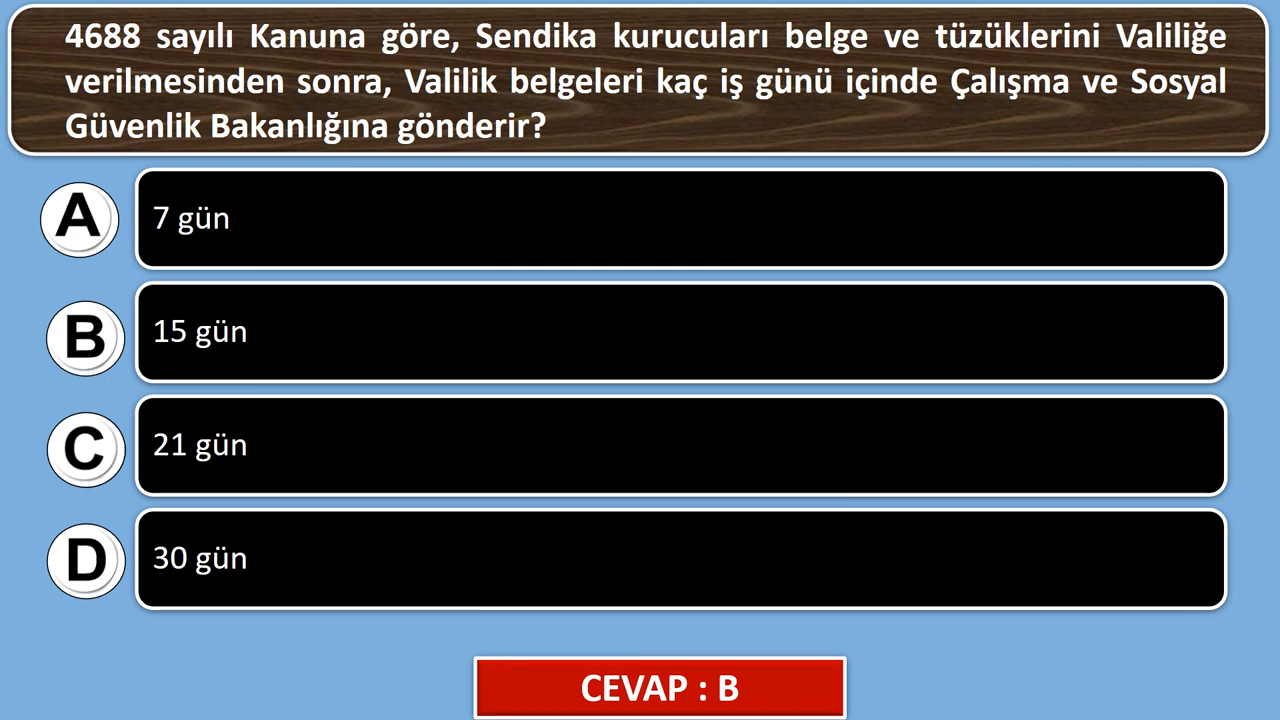 4688 sayılı Kanuna göre, Sendika kurucuları belge ve tüzüklerini Valiliğe
verilmesinden sonra, Valilik belgeleri kaç iş günü içinde Çalışma ve Sosyal
Güvenlik Bakanlığına gönderir?
A 7 gün
B 15 gün
C 21 gün
D 30 gün
CEVAP : B